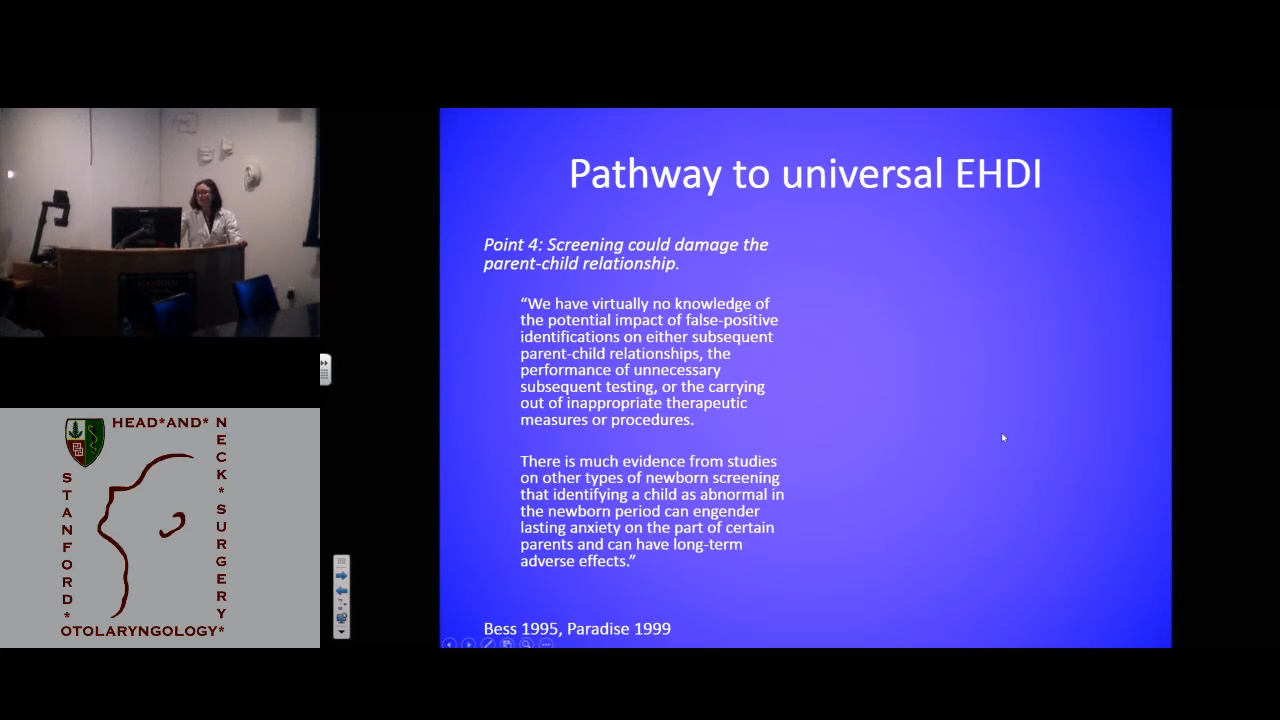 Pathway to universal EHDI
Point 4: Screening could damage the
parent-child relationship.
“We have virtually no knowledge of
the potential impact of false-positive
identifications on either subsequent
parent-child relationships, the
performance of unnecessary
subsequent testing, or the carrying
out of inappropriate therapeutic
measures or procedures.
There is much evidence from studies
on other types of newborn screening
that identifying a child as abnormal in
the newborn period can engender
lasting anxiety on the part of certain
parents and can have long-term
adverse effects.”
Bess 1995, Paradise 1999
HEAD*AND*
NECK*SURGERY*
STANFORD*
OTOLARYNGOLOGY*